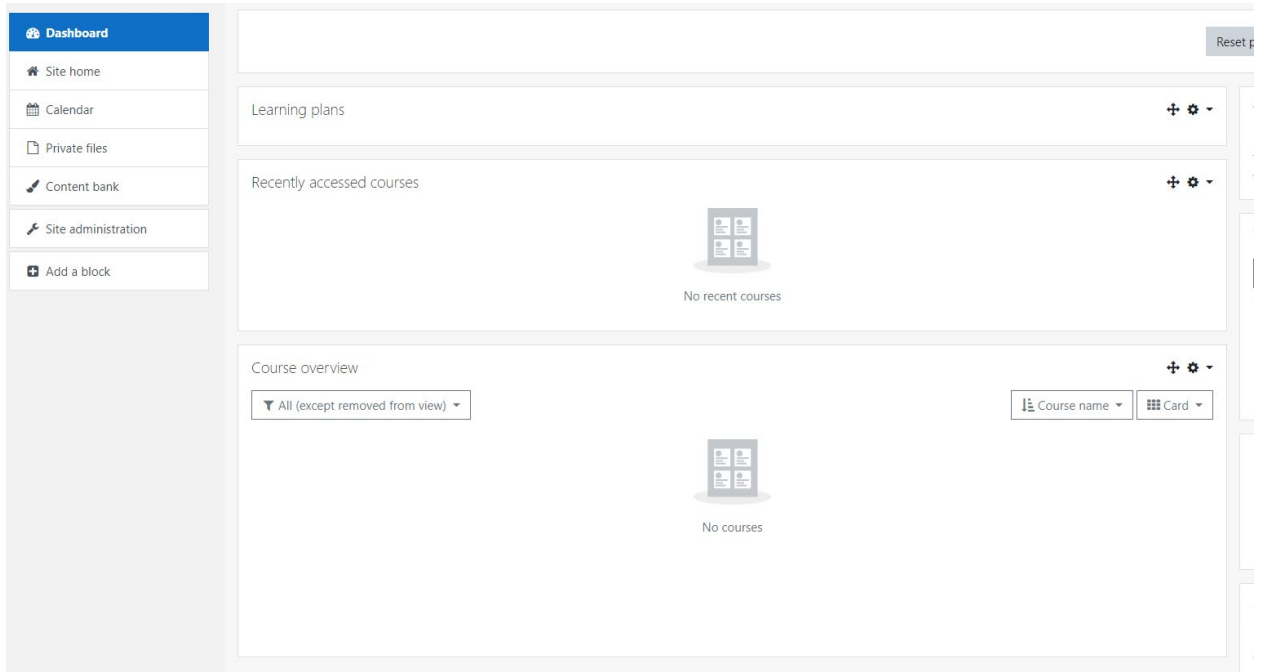 Dashboard
Site home
Calendar
Private files
Content bank
Site administration
Add a block
Reset
Learning plans
Recently accessed courses
No recent courses
Course overview
All (except removed from view)
Course name
Card
No courses